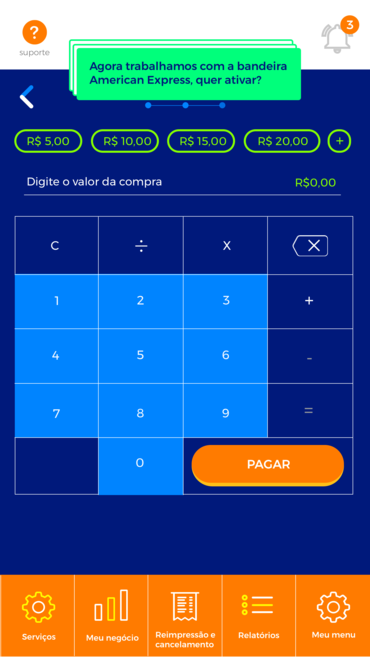 ?
3
suporte
Agora trabalhamos com a bandeira
American Express, quer ativar?
R$ 5,00 R$ 10,00 R$ 15,00 R$ 20,00 +
Digite o valor da compra R$0,00
C ÷ X X
1 2 3 +
4 5 6 -
7 8 9 =
0 PAGAR
Serviços Meu negócio Reimpressão e Relatórios Meu menu
cancelamento